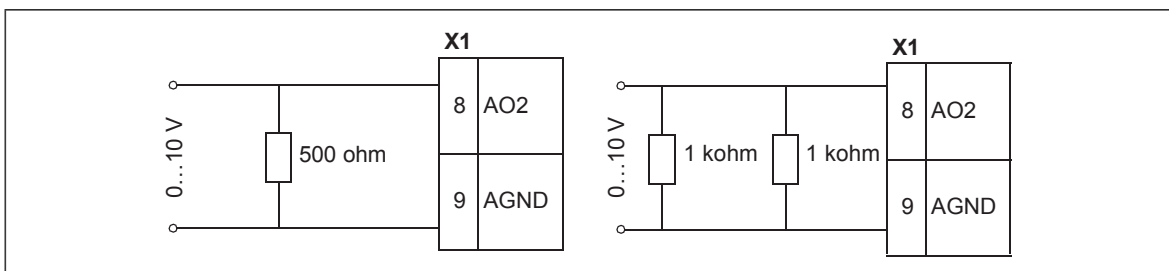 X1
8 AO2
0…10 V
500 ohm
9 AGND
X1
8 AO2
0…10 V
1 kohm
1 kohm
9 AGND